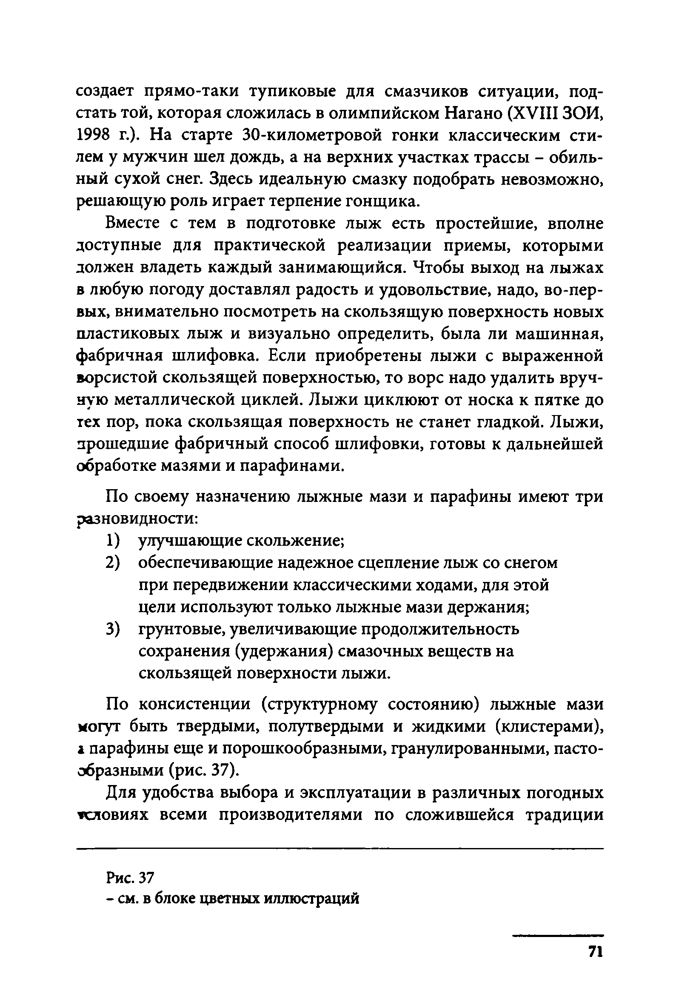 создает прямо-таки тупиковые для смазчиков ситуации, под-
стать той, которая сложилась в олимпийском Нагано (XVIII ЗОИ,
1998 г.). На старте 30-километровой гонки классическим сти-
лем у мужчин шел дождь, а на верхних участках трассы – обиль-
ный сухой снег. Здесь идеальную смазку подобрать невозможно,
решающую роль играет терпение гонщика.
Вместе с тем в подготовке лыж есть простейшие, вполне
доступные для практической реализации приемы, которыми
должен владеть каждый занимающийся. Чтобы выход на лыжах
в любую погоду доставлял радость и удовольствие, надо, во-пер-
вых, внимательно посмотреть на скользящую поверхность новых
пластиковых лыж и визуально определить, была ли машинная,
фабричная шлифовка. Если приобретены лыжи с выраженной
ворсистой скользящей поверхностью, то ворс надо удалить вруч-
ную металлической циклей. Лыжи циклюют от носка к пятке до
тех пор, пока скользящая поверхность не станет гладкой. Лыжи,
прошедшие фабричный способ шлифовки, готовы к дальнейшей
обработке мазями и парафинами.
По своему назначению лыжные мази и парафины имеют три
разновидности:
1) улучшающие скольжение;
2) обеспечивающие надежное сцепление лыж со снегом
при передвижении классическими ходами, для этой
цели используют только лыжные мази держания;
3) грунтовые, увеличивающие продолжительность
сохранения (удержания) смазочных веществ на
скользящей поверхности лыжи.
По консистенции (структурному состоянию) лыжные мази
могут быть твердыми, полутвердыми и жидкими (клистерами),
а парафины еще и порошкообразными, гранулированными, пасто-
образными (рис. 37).
Для удобства выбора и эксплуатации в различных погодных
условиях всеми производителями по сложившейся традиции
Рис. 37
– см. в блоке цветных иллюстраций
71